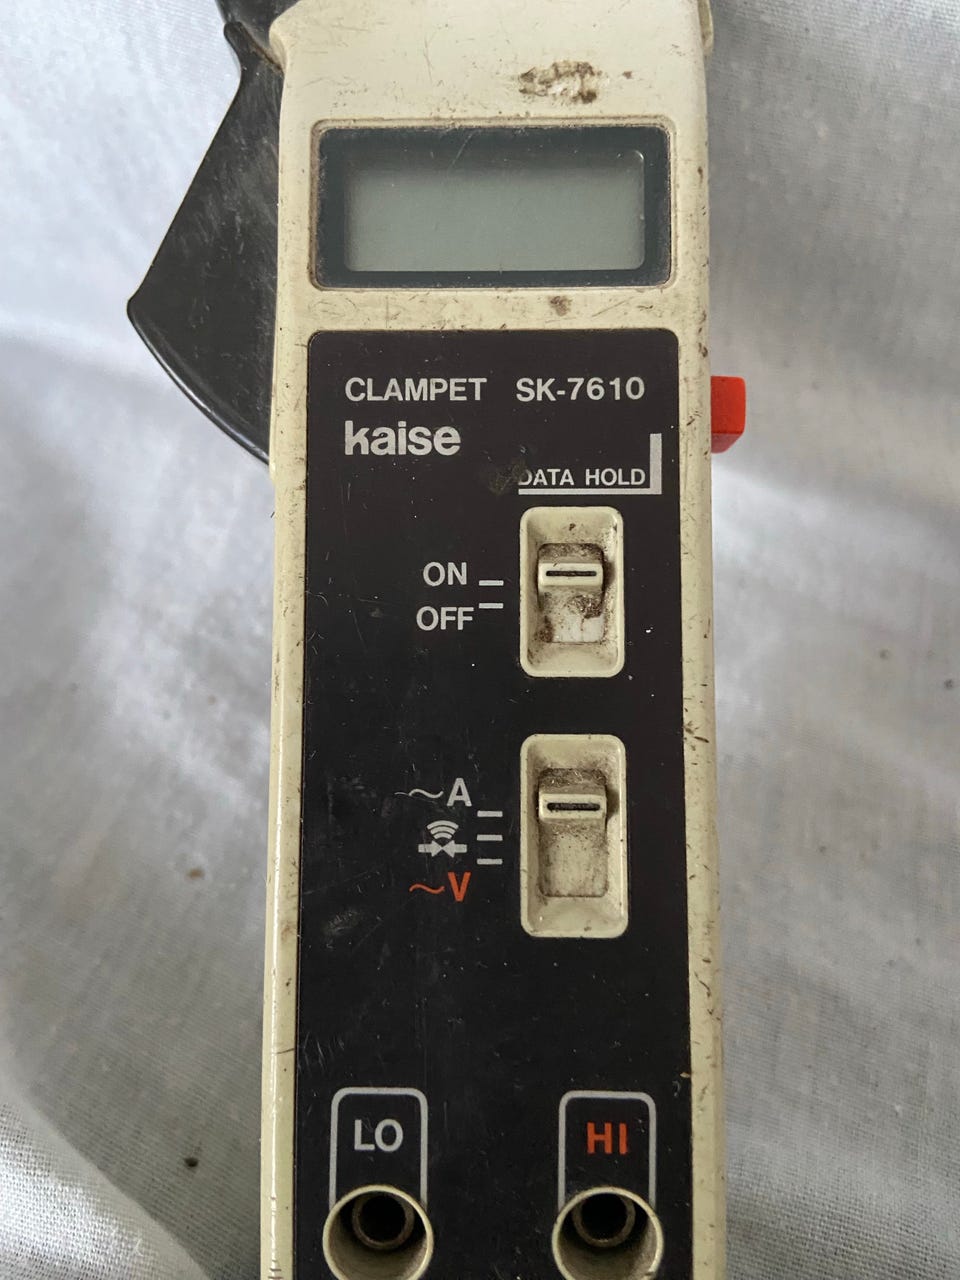 CLAMPET SK-7610
kaise
DATA HOLD
ON
OFF
~A
~V
LO
HI